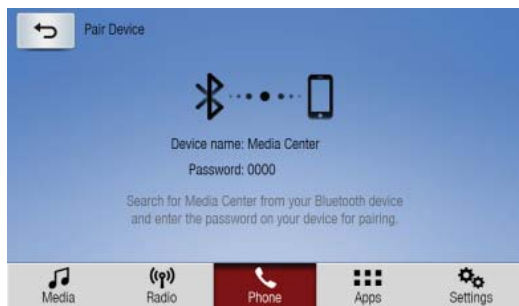 Pair Device
Device name: Media Center
Password: 0000
Search for Media Center from your Bluetooth device
and enter the password on your device for pairing.
Media Radio Phone Apps Settings